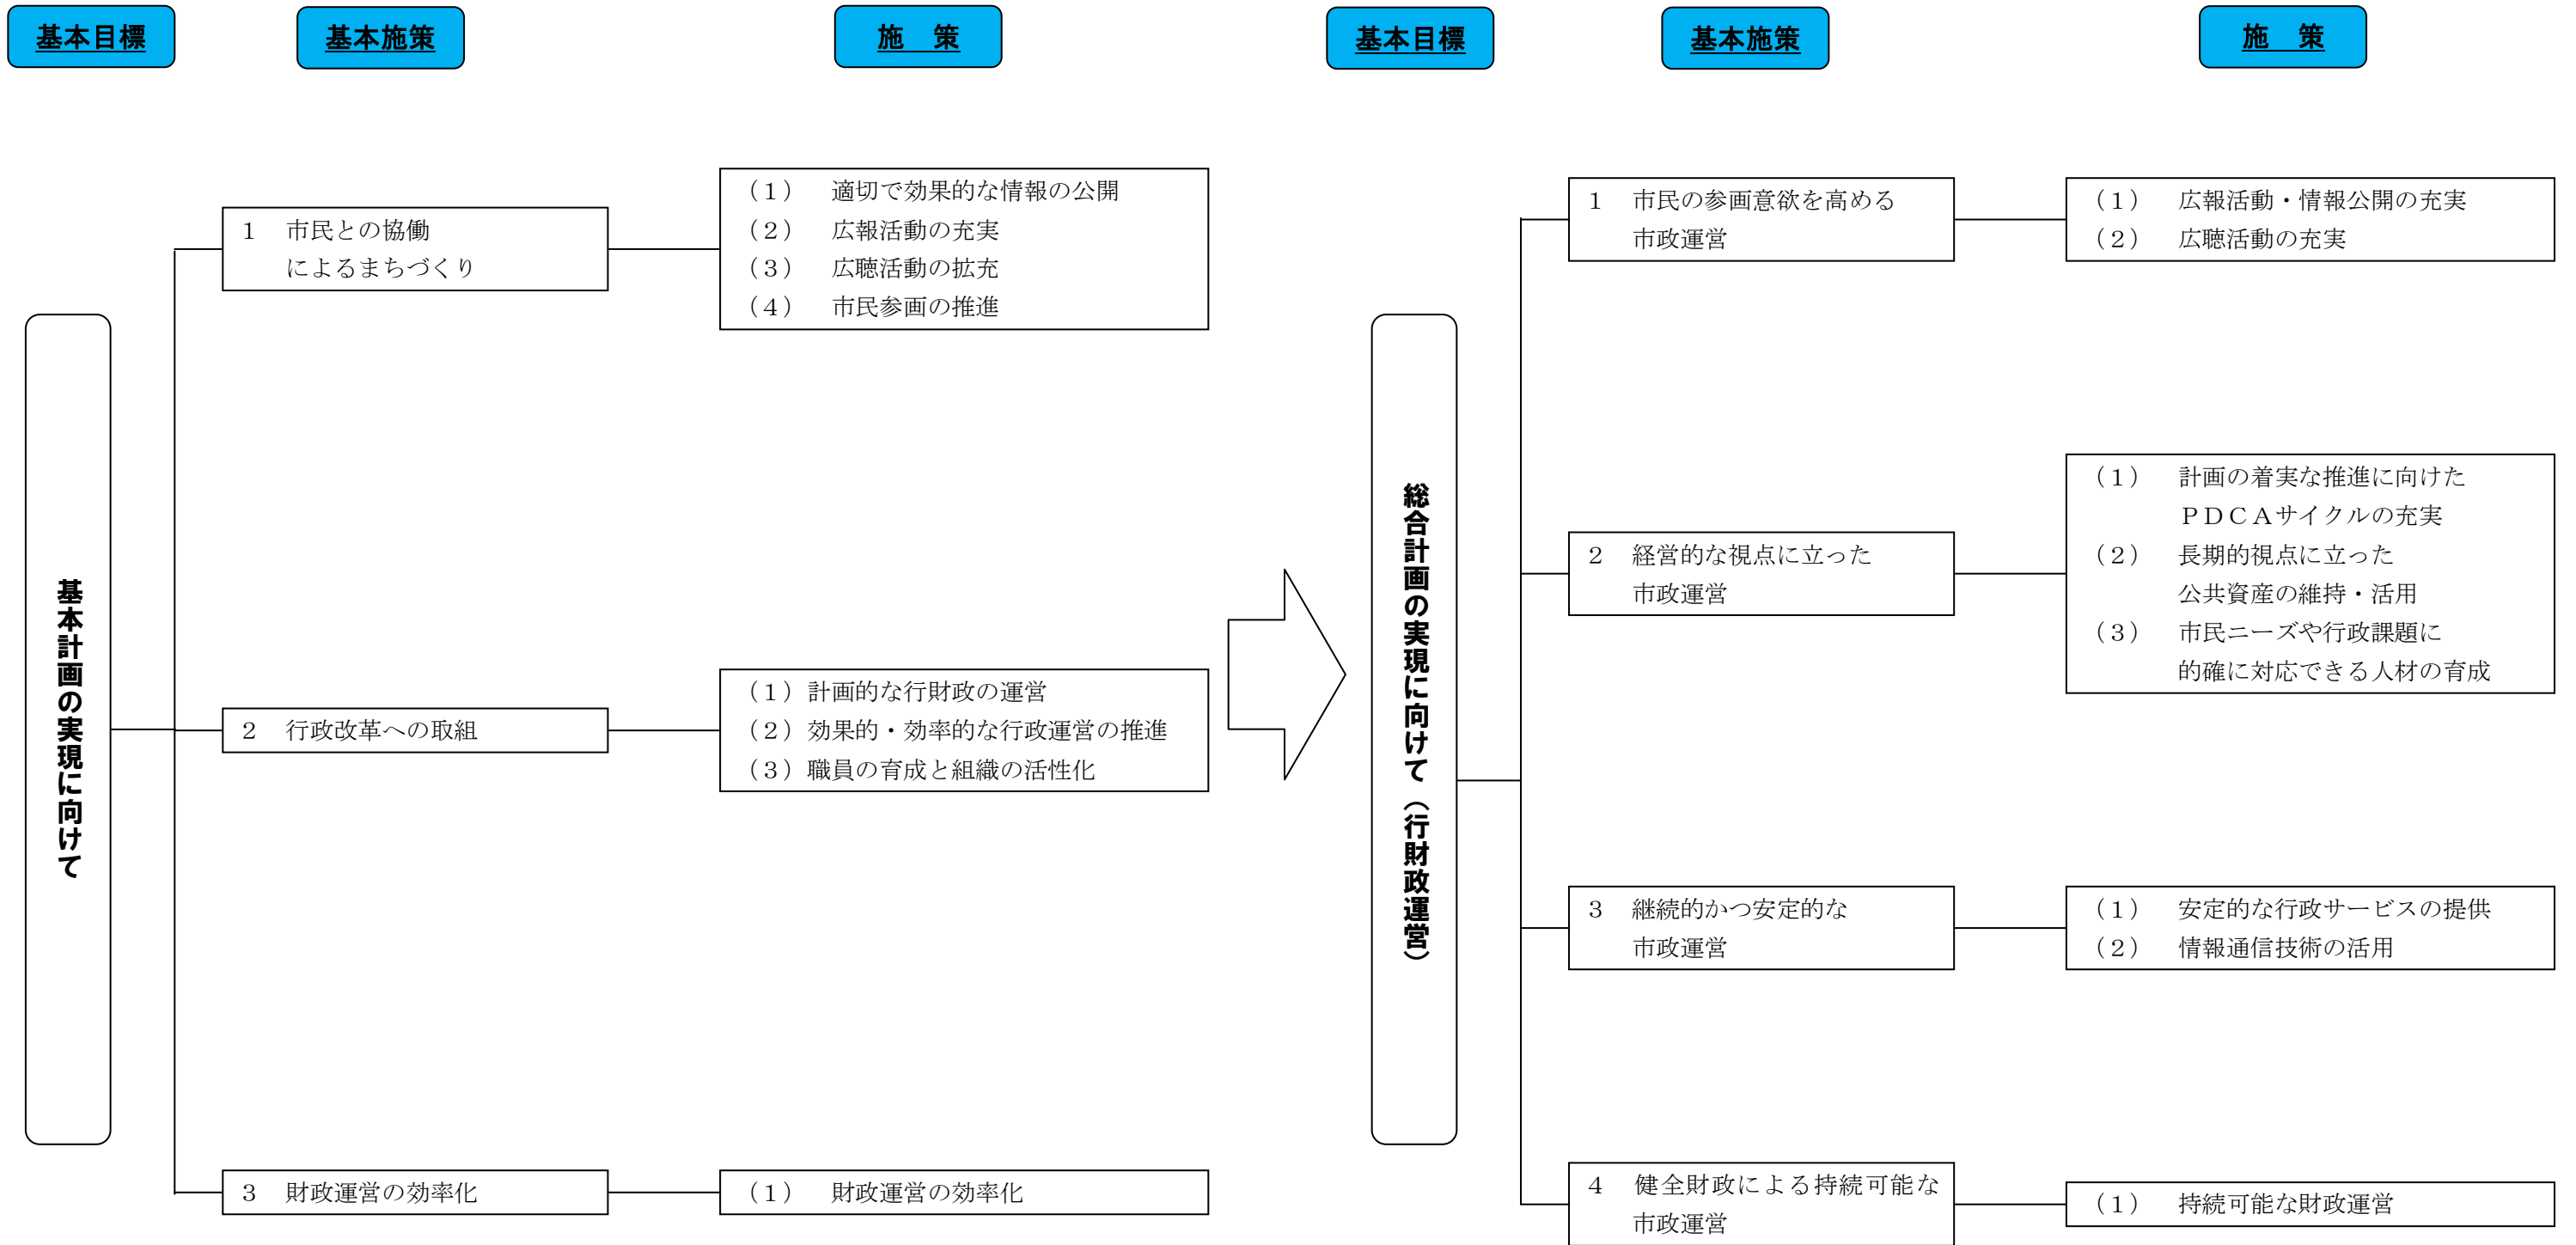 基本目標
基本施策
施　策
基本計画の実現に向けて
１　市民との協働
によるまちづくり
（１）　適切で効果的な情報の公開
（２）　広報活動の充実
（３）　広聴活動の拡充
（４）　市民参画の推進
２　行政改革への取組
（１）計画的な行財政の運営
（２）効果的・効率的な行政運営の推進
（３）職員の育成と組織の活性化
３　財政運営の効率化
（１）　財政運営の効率化
基本目標
基本施策
施　策
総合計画の実現に向けて（行財政運営）
１　市民の参画意欲を高める
市政運営
（１）　広報活動・情報公開の充実
（２）　広聴活動の充実
２　経営的な視点に立った
市政運営
（１）　計画の着実な推進に向けた
ＰＤＣＡサイクルの充実
（２）　長期的視点に立った
公共資産の維持・活用
（３）　市民ニーズや行政課題に
的確に対応できる人材の育成
３　継続的かつ安定的な
市政運営
（１）　安定的な行政サービスの提供
（２）　情報通信技術の活用
４　健全財政による持続可能な
市政運営
（１）　持続可能な財政運営